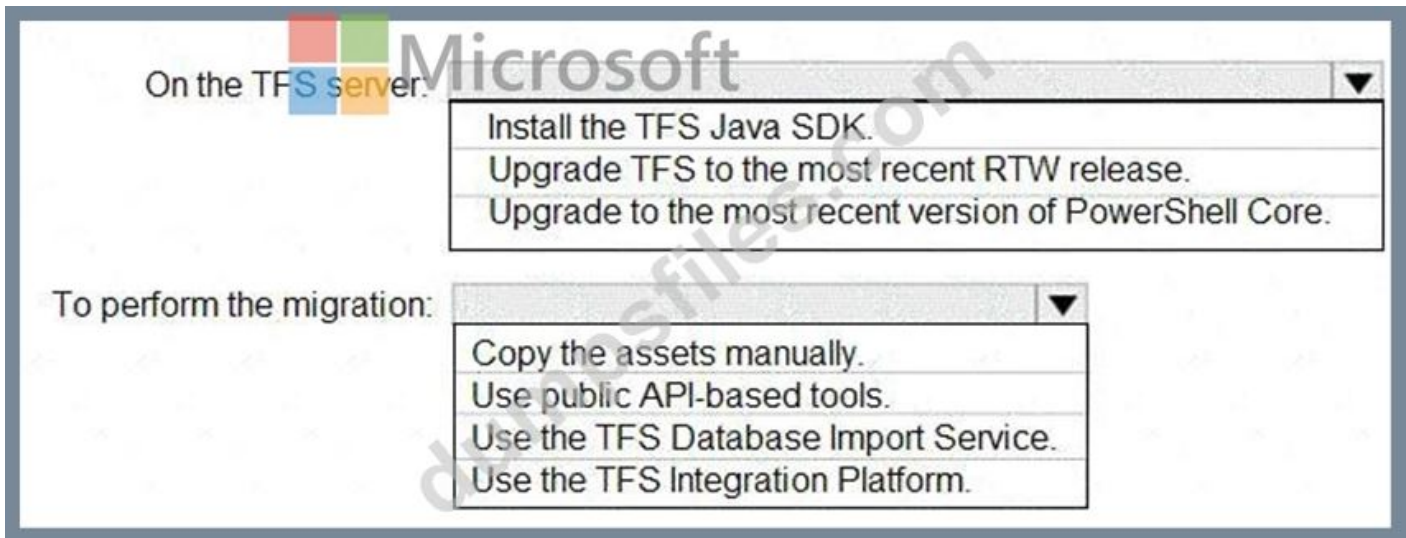 Microsoft
On the TFS server:
Install the TFS Java SDK.
Upgrade TFS to the most recent RTW release.
Upgrade to the most recent version of PowerShell Core.
To perform the migration:
Copy the assets manually.
Use public API-based tools.
Use the TFS Database Import Service.
Use the TFS Integration Platform.
dumpsfiles.com